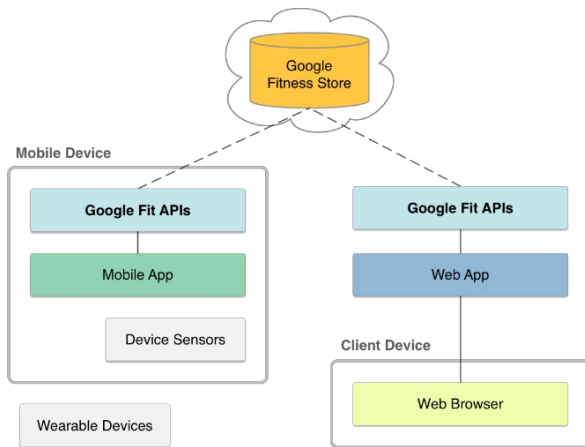 Google
Fitness Store
Mobile Device
Google Fit APIs
Google Fit APIs
Mobile App
Web App
Device Sensors
Client Device
Web Browser
Wearable Devices